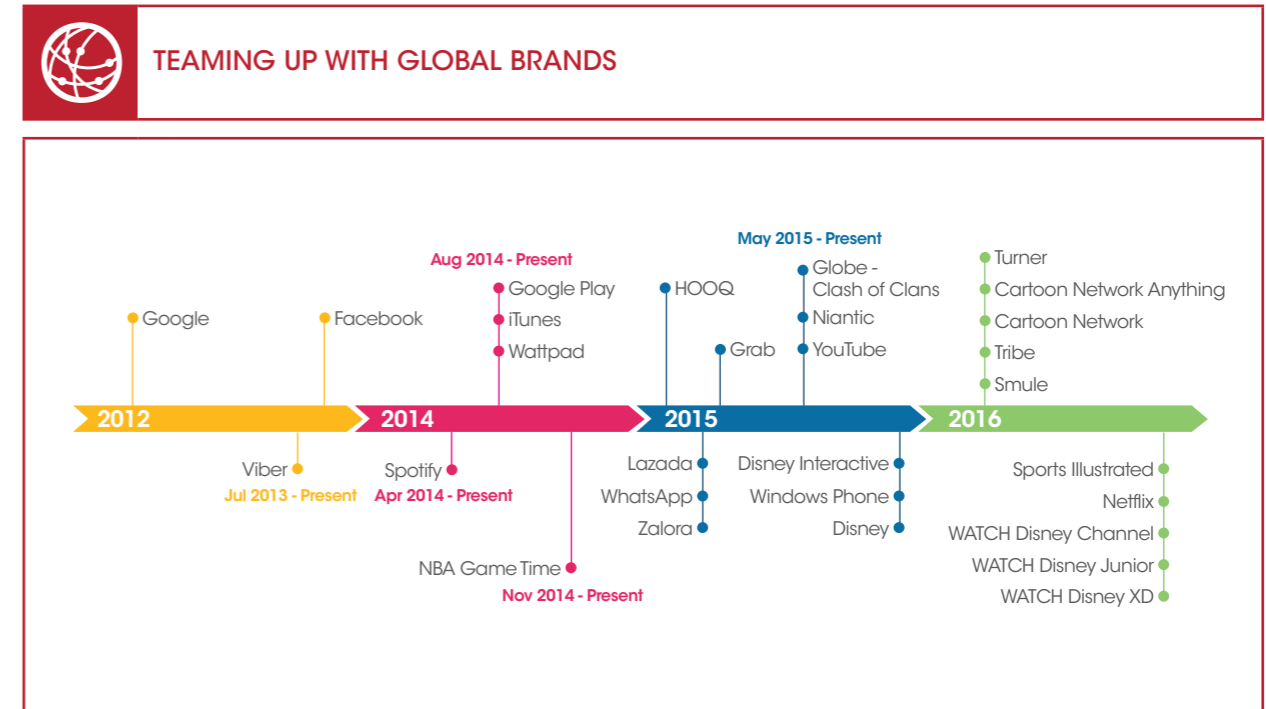 TEAMING UP WITH GLOBAL BRANDS
May 2015 - Present
Aug 2014 - Present
Google
Facebook
Google Play
iTunes
Wattpad
HOOQ
Grab
Globe -
Clash of Clans
Niantic
YouTube
Turner
Cartoon Network Anything
Cartoon Network
Tribe
Smule
2012
2014
2015
2016
Viber
Jul 2013 - Present
Spotify
Apr 2014 - Present
NBA Game Time
Nov 2014 - Present
Lazada
WhatsApp
Zalora
Disney Interactive
Windows Phone
Disney
Sports Illustrated
Netflix
WATCH Disney Channel
WATCH Disney Junior
WATCH Disney XD